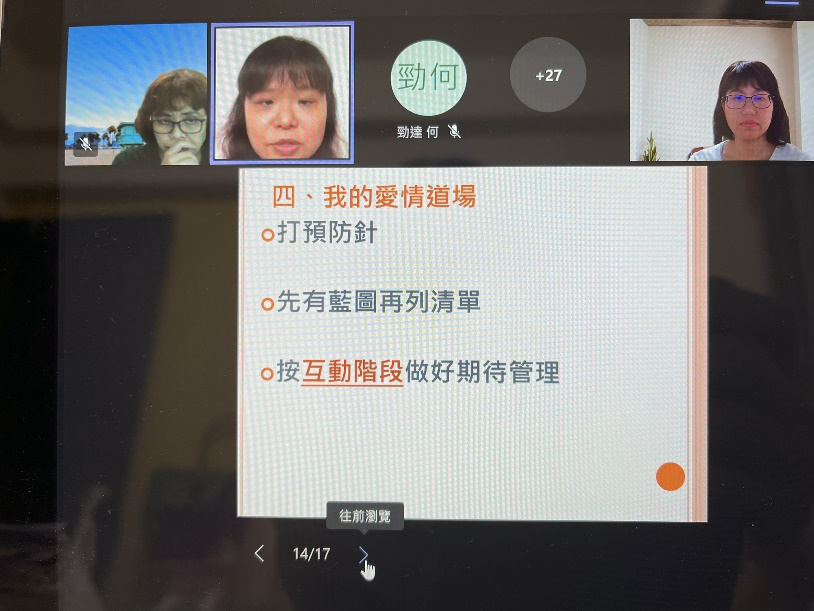 勁何
+27
勁達 何
四、我的愛情道場
打預防針
先有藍圖再列清單
按互動階段做好期待管理
往前瀏覽
14/17